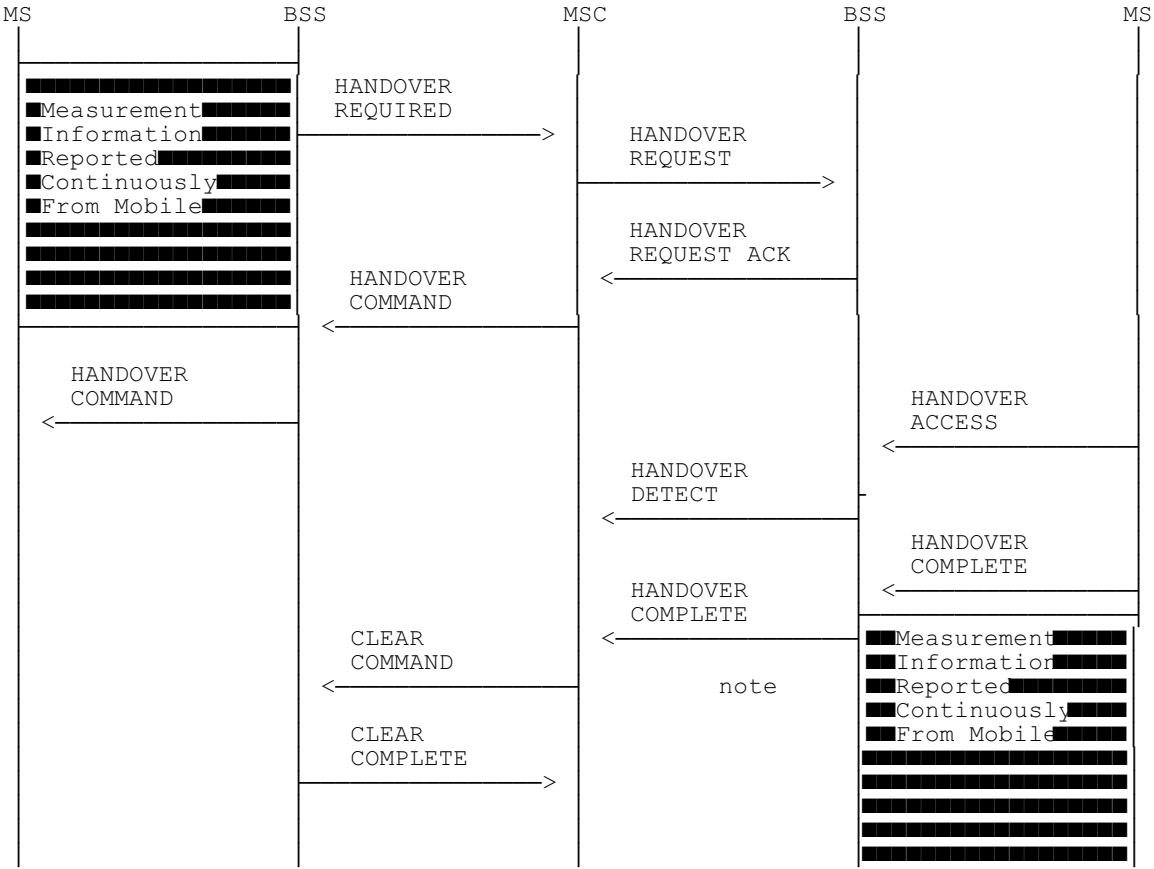 MS BSS MSC BSS MS
HANDOVER
REQUIRED
Measurement
Information
Reported
Continuously
From Mobile
HANDOVER
REQUEST
HANDOVER
REQUEST ACK
HANDOVER
COMMAND
HANDOVER
COMMAND
HANDOVER
ACCESS
HANDOVER
DETECT
HANDOVER
COMPLETE
HANDOVER
COMPLETE
CLEAR
COMMAND
note
Measurement
Information
Reported
Continuously
From Mobile
CLEAR
COMPLETE